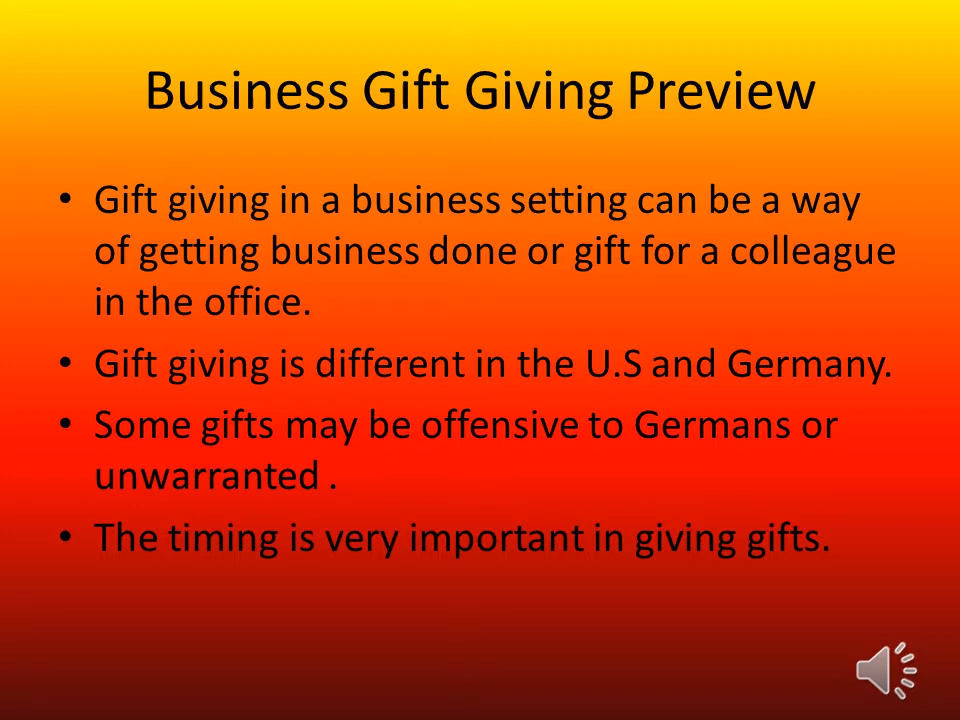 Business Gift Giving Preview
• Gift giving in a business setting can be a way
of getting business done or gift for a colleague
in the office.
• Gift giving is different in the U.S and Germany.
• Some gifts may be offensive to Germans or
unwarranted .
• The timing is very important in giving gifts.